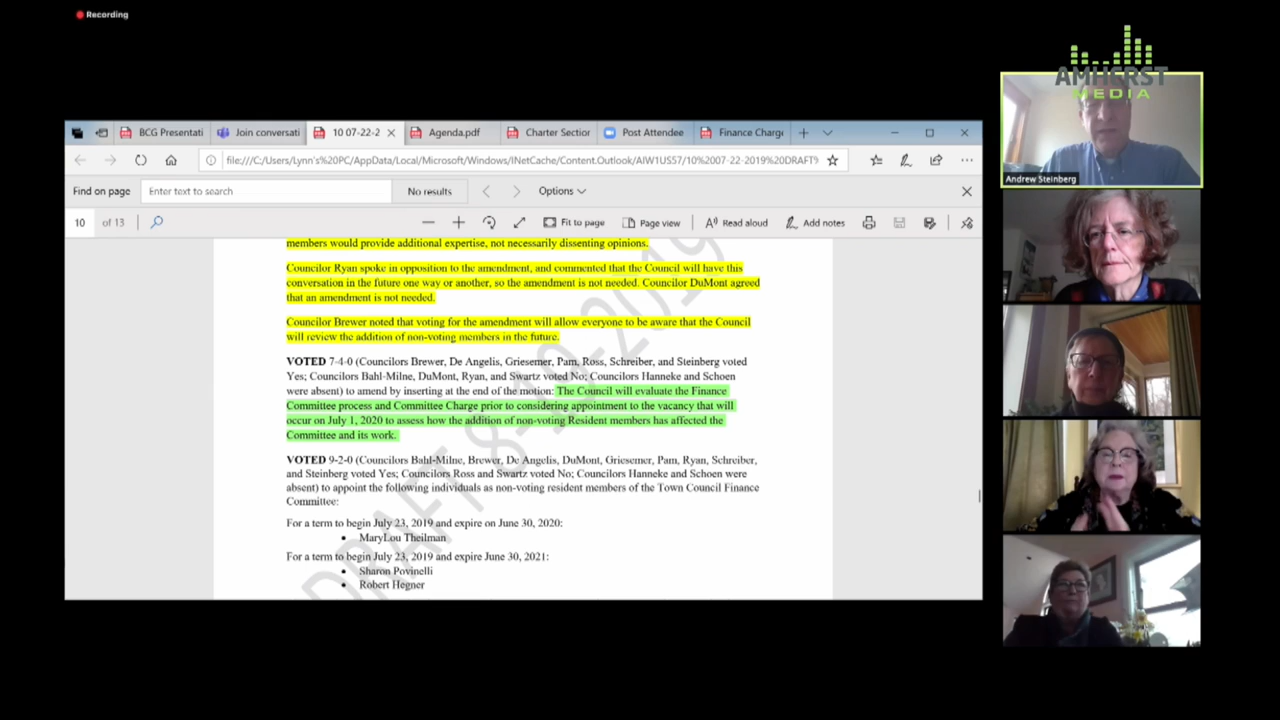 Recording
AMHERST
MEDIA
BCG Presentati
Join conversati
10 07-22-2
Agenda.pdf
Charter Section
Post Attendee
Finance Charge
file:///C:/Users/Lynn's%20PC/AppData/Local/Microsoft/Windows/INetCache/Content.Outlook/AIW1US57/10%2007-22-2019%20DRAFT%
Find on page
Enter text to search
No results
Options
10 of 13
Fit to page
Page view
Read aloud
Add notes
members would provide additional expertise, not necessarily dissenting opinions.
Councilor Ryan spoke in opposition to the amendment, and commented that the Council will have this
conversation in the future one way or another, so the amendment is not needed. Councilor DuMont agreed
that an amendment is not needed.
Councilor Brewer noted that voting for the amendment will allow everyone to be aware that the Council
will review the addition of non-voting members in the future.
VOTED 7-4-0 (Councilors Brewer, De Angelis, Griesemer, Pam, Ross, Schreiber, and Steinberg voted
Yes; Councilors Bahl-Milne, DuMont, Ryan, and Swartz voted No; Councilors Hanneke and Schoen
were absent) to amend by inserting at the end of the motion: The Council will evaluate the Finance
Committee process and Committee Charge prior to considering appointment to the vacancy that will
occur on July 1, 2020 to assess how the addition of non-voting Resident members has affected the
Committee and its work.
VOTED 9-2-0 (Councilors Bahl-Milne, Brewer, De Angelis, DuMont, Griesemer, Pam, Ryan, Schreiber,
and Steinberg voted Yes; Councilors Ross and Swartz voted No; Councilors Hanneke and Schoen were
absent) to appoint the following individuals as non-voting resident members of the Town Council Finance
Committee:
For a term to begin July 23, 2019 and expire on June 30, 2020:
• MaryLou Theilman
For a term to begin July 23, 2019 and expire June 30, 2021:
• Sharon Povinelli
• Robert Hegner
DRAFT 8-19-2019
Andrew Steinberg